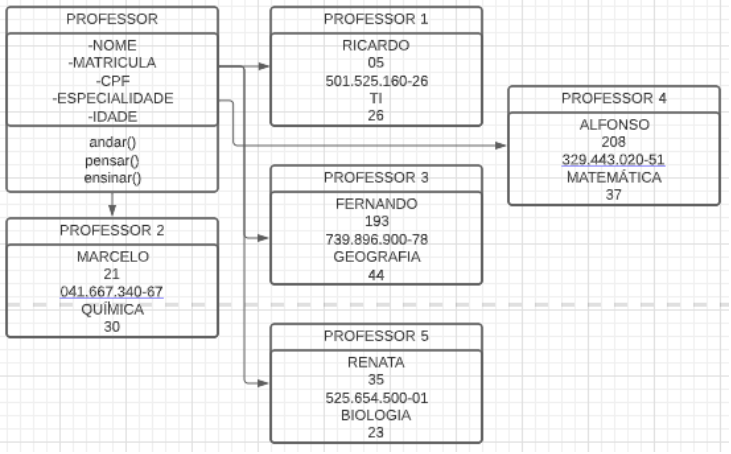 PROFESSOR
-NOME
-MATRICULA
-CPF
-ESPECIALIDADE
-IDADE
andar()
pensar()
ensinar()
PROFESSOR 1
RICARDO
05
501.525.160-26
TI
26
PROFESSOR 4
ALFONSO
208
329.443.020-51
MATEMÁTICA
37
PROFESSOR 3
FERNANDO
193
739.896.900-78
GEOGRAFIA
44
PROFESSOR 2
MARCELO
21
041.667.340-67
QUÍMICA
30
PROFESSOR 5
RENATA
35
525.654.500-01
BIOLOGIA
23